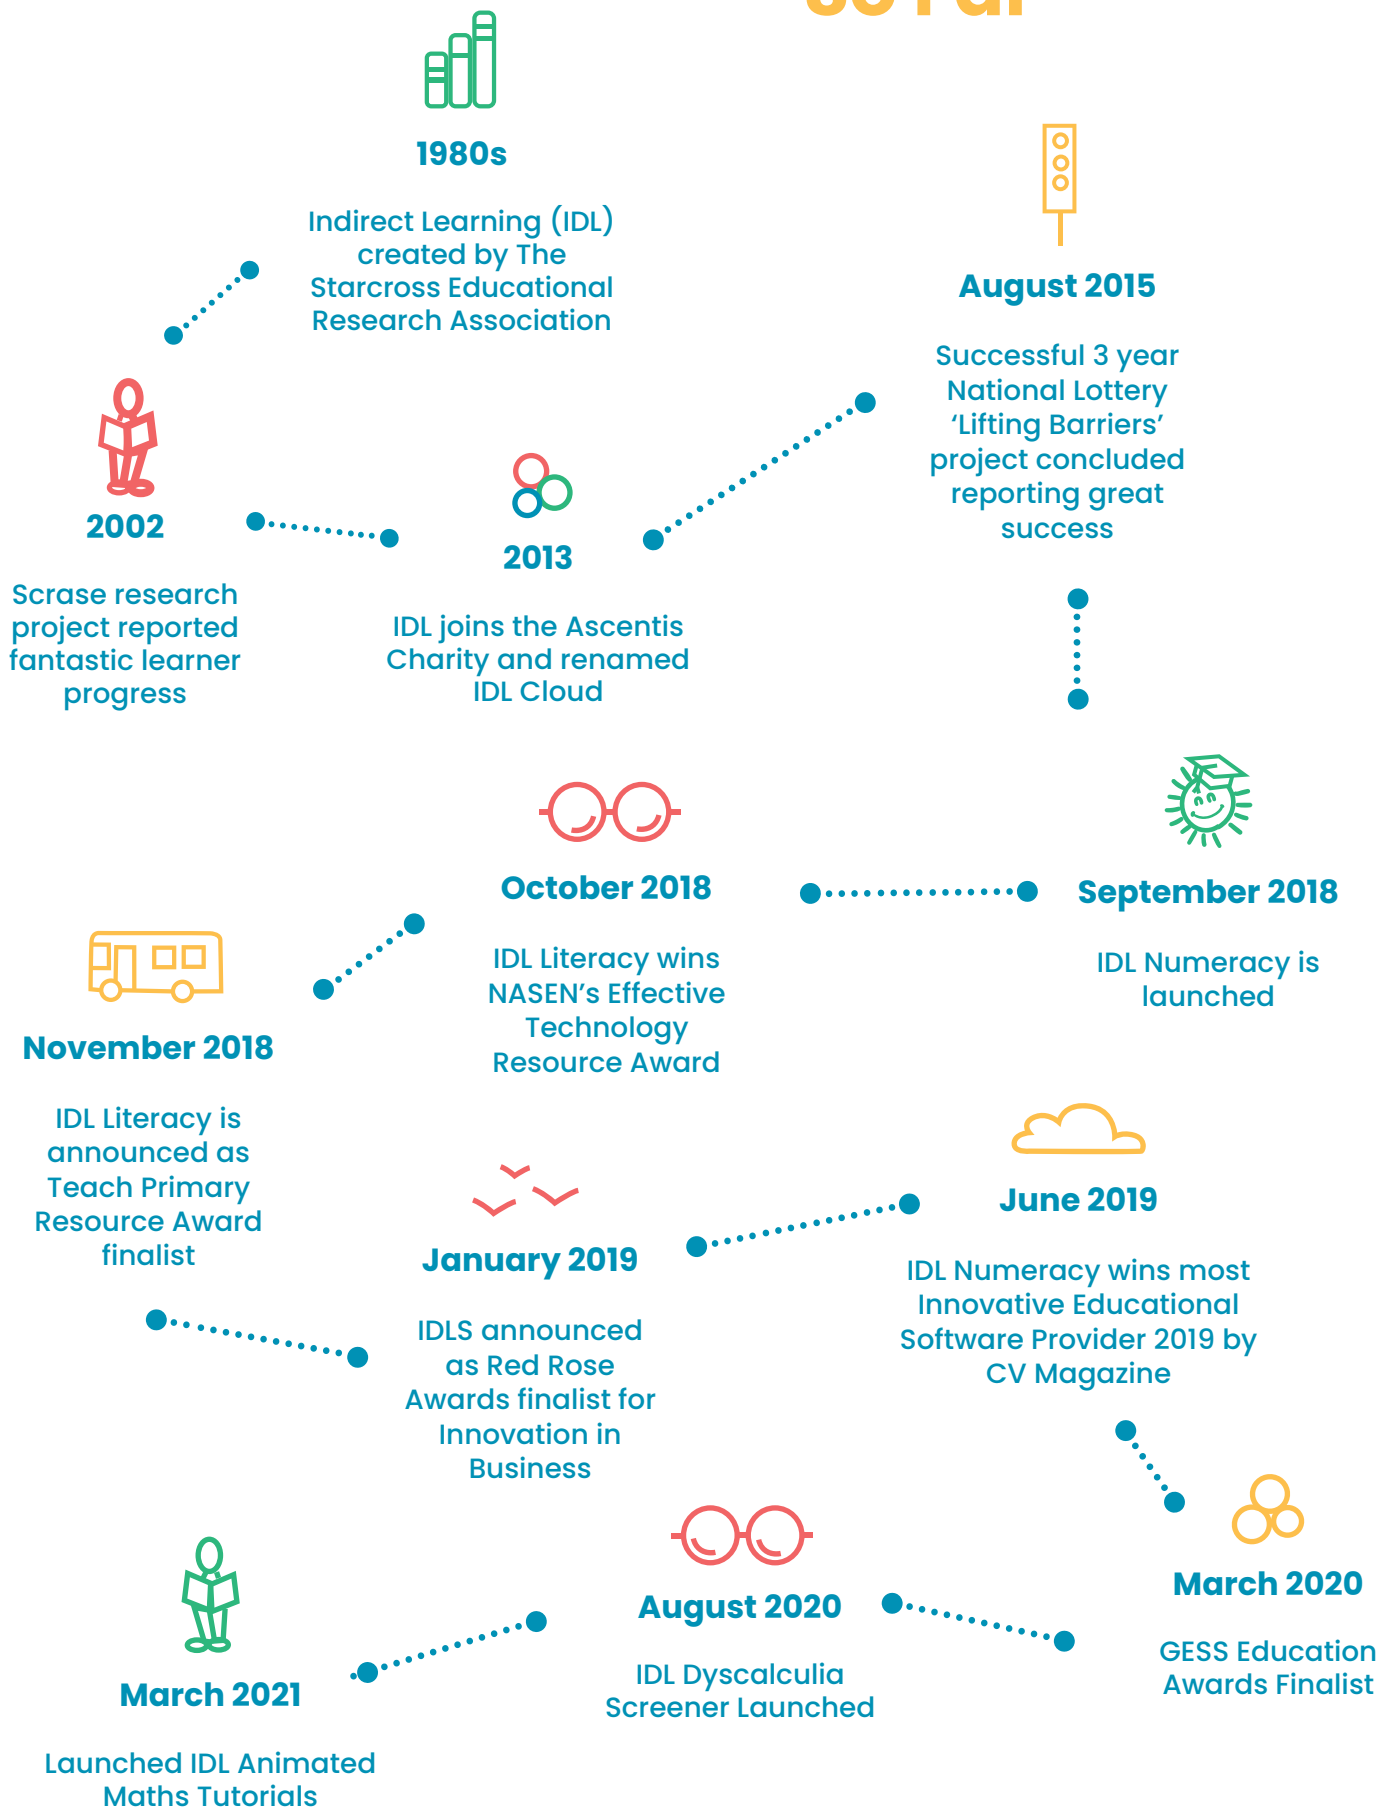 so Far
1980s
Indirect Learning (IDL)
created by The
Starcross Educational
Research Association
2002
Scrase research
project reported
fantastic learner
progress
2013
IDL joins the Ascentis
Charity and renamed
IDL Cloud
August 2015
Successful 3 year
National Lottery
‘Lifting Barriers’
project concluded
reporting great
success
September 2018
IDL Numeracy is
launched
October 2018
IDL Literacy wins
NASEN’s Effective
Technology
Resource Award
November 2018
IDL Literacy is
announced as
Teach Primary
Resource Award
finalist
January 2019
IDLS announced
as Red Rose
Awards finalist for
Innovation in
Business
June 2019
IDL Numeracy wins most
Innovative Educational
Software Provider 2019 by
CV Magazine
March 2020
GESS Education
Awards Finalist
August 2020
IDL Dyscalculia
Screener Launched
March 2021
Launched IDL Animated
Maths Tutorials